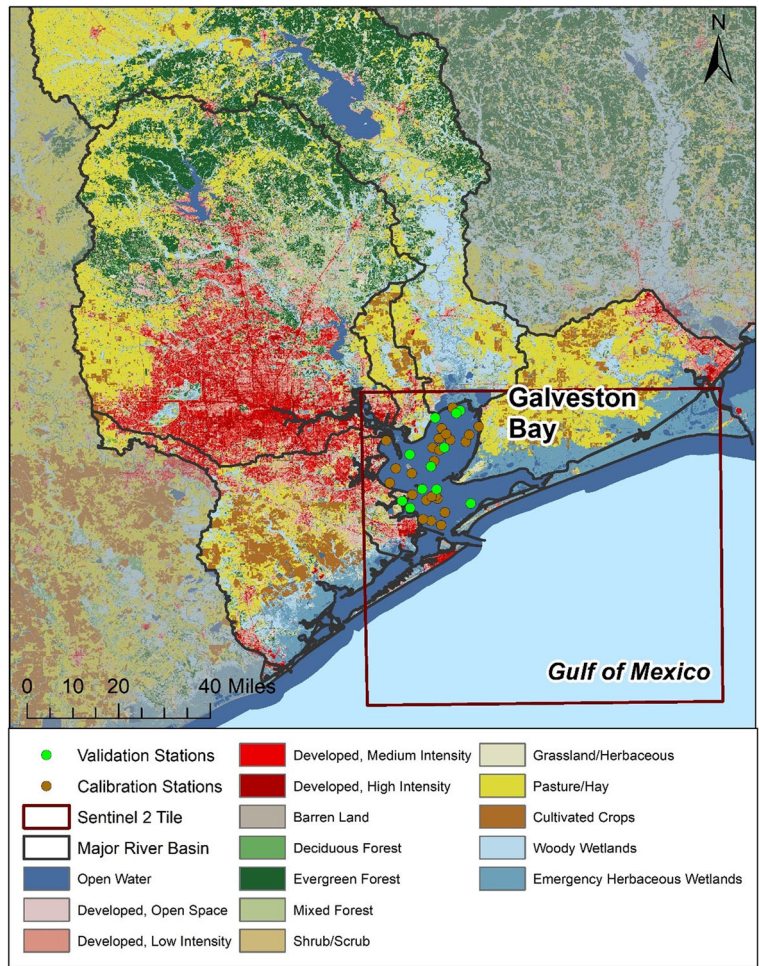 N
Galveston
Bay
Gulf of Mexico
0 10 20 40 Miles
Validation Stations
Calibration Stations
Sentinel 2 Tile
Major River Basin
Open Water
Developed, Open Space
Developed, Low Intensity
Developed, Medium Intensity
Developed, High Intensity
Barren Land
Deciduous Forest
Evergreen Forest
Mixed Forest
Shrub/Scrub
Grassland/Herbaceous
Pasture/Hay
Cultivated Crops
Woody Wetlands
Emergency Herbaceous Wetlands